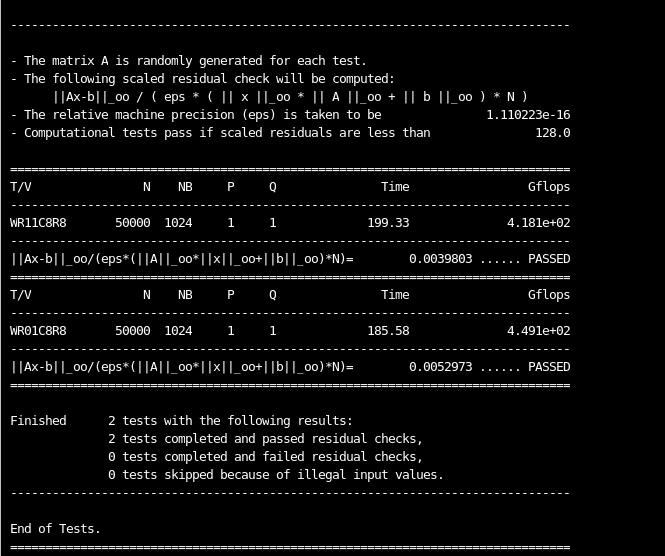 --------------------------------------------------------------------------------
- The matrix A is randomly generated for each test.
- The following scaled residual check will be computed:
      ||Ax-b||_oo / ( eps * ( || x ||_oo * || A ||_oo + || b ||_oo ) * N )
- The relative machine precision (eps) is taken to be               1.110223e-16
- Computational tests pass if scaled residuals are less than               128.0
================================================================================
T/V                N    NB     P     Q               Time                 Gflops
--------------------------------------------------------------------------------
WR11C8R8       50000  1024     1     1             199.33              4.181e+02
--------------------------------------------------------------------------------
||Ax-b||_oo/(eps*(||A||_oo*||x||_oo+||b||_oo)*N)=        0.0039803 ...... PASSED
================================================================================
T/V                N    NB     P     Q               Time                 Gflops
--------------------------------------------------------------------------------
WR01C8R8       50000  1024     1     1             185.58              4.491e+02
--------------------------------------------------------------------------------
||Ax-b||_oo/(eps*(||A||_oo*||x||_oo+||b||_oo)*N)=        0.0052973 ...... PASSED
================================================================================
Finished      2 tests with the following results:
              2 tests completed and passed residual checks,
              0 tests completed and failed residual checks,
              0 tests skipped because of illegal input values.
--------------------------------------------------------------------------------
End of Tests.
================================================================================